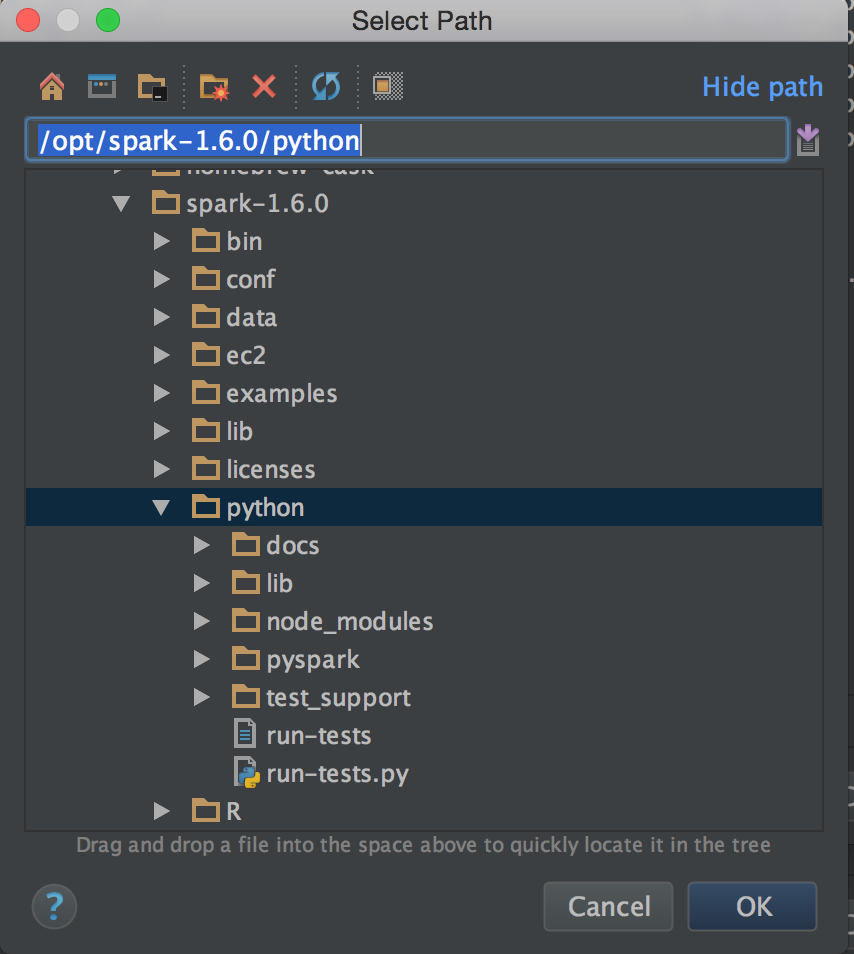 Select Path
Hide path
/opt/spark-1.6.0/python
homebrew-cask
spark-1.6.0
bin
conf
data
ec2
examples
lib
licenses
python
docs
lib
node_modules
pyspark
test_support
run-tests
run-tests.py
R
Drag and drop a file into the space above to quickly locate it in the tree
?
Cancel
OK